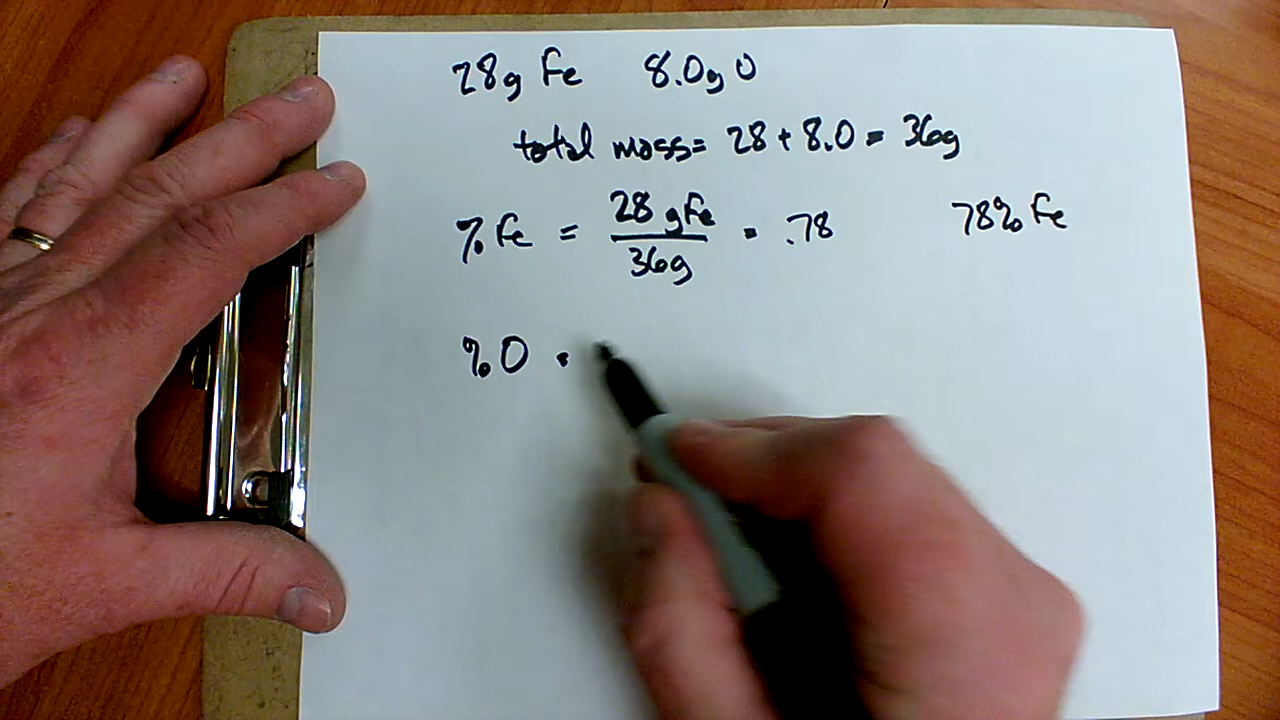 28g Fe 8.0g O
total mass = 28 + 8.0 = 36g
% Fe = 28 g Fe / 36g = .78 78% Fe
% O =